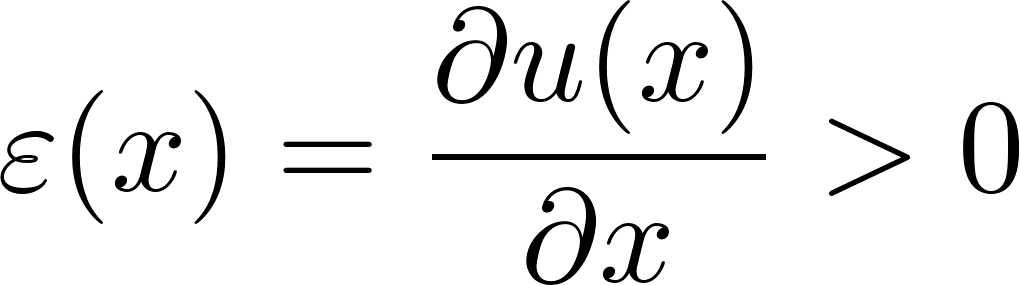 ε(x) = ∂u(x)/∂x > 0